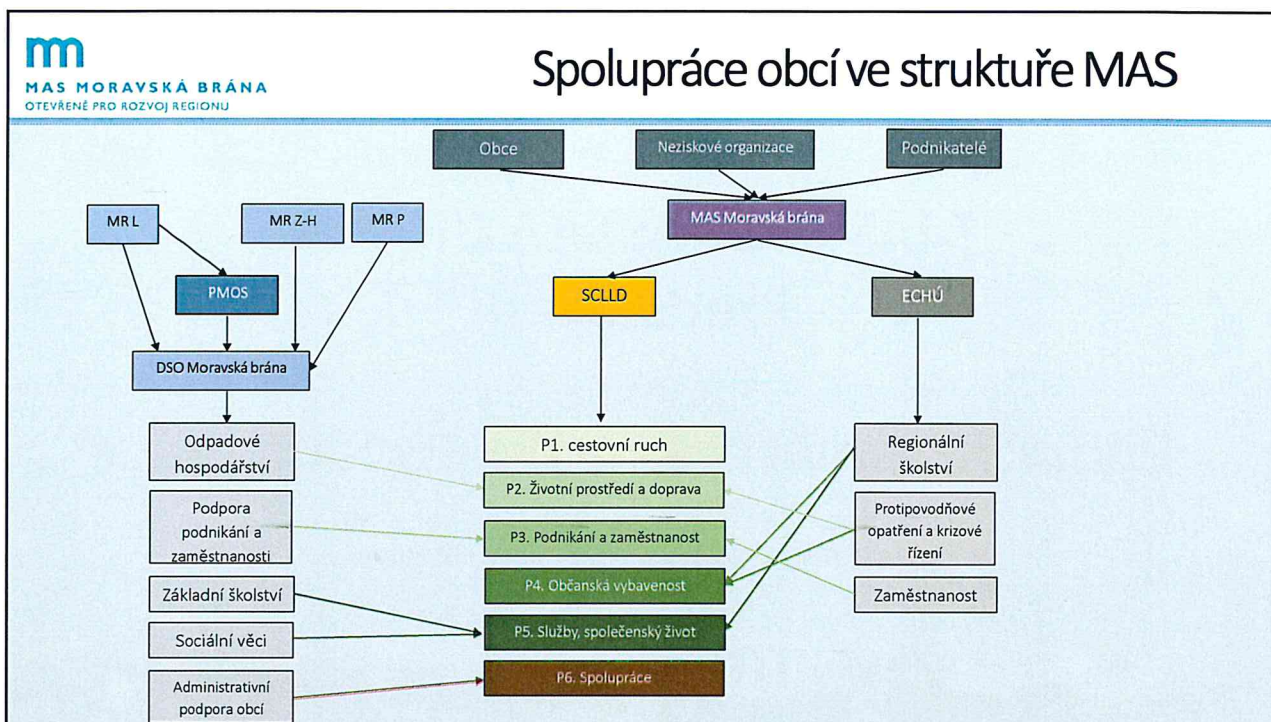 mm
MAS MORAVSKÁ BRÁNA
OTEVŘENĚ PRO ROZVOJ REGIONU
Spolupráce obcí ve struktuře MAS
Obce
Neziskové organizace
Podnikatelé
MR L
MR Z-H
MR P
MAS Moravská brána
PMOS
SCLLD
ECHÚ
DSO Moravská brána
Odpadové
hospodářství
Podpora
podnikání a
zaměstnanosti
Základní školství
Sociální věci
Administrativní
podpora obcí
P1. cestovní ruch
P2. Životní prostředí a doprava
P3. Podnikání a zaměstnanost
P4. Občanská vybavenost
P5. Služby, společenský život
P6. Spolupráce
Regionální
školství
Protipovodňové
opatření a krizové
řízení
Zaměstnanost